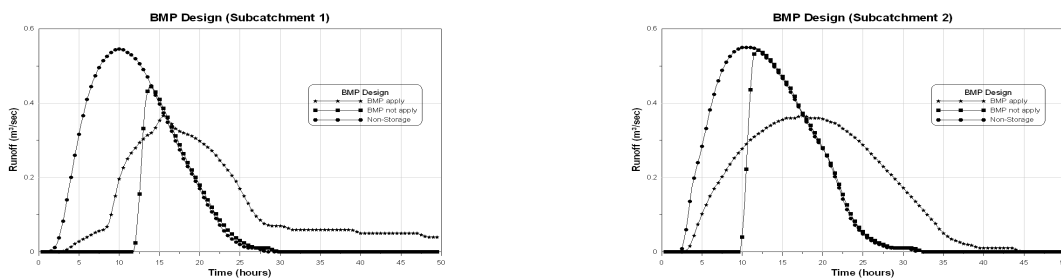 BMP Design (Subcatchment 1)
0.6
0.4
0.2
0
Runoff (m³/sec)
BMP Design
BMP apply
BMP not apply
Non-Storage
0 5 10 15 20 25 30 35 40 45 50
Time (hours)
BMP Design (Subcatchment 2)
0.6
0.4
0.2
0
Runoff (m³/sec)
BMP Design
BMP apply
BMP not apply
Non-Storage
0 5 10 15 20 25 30 35 40 45 50
Time (hours)